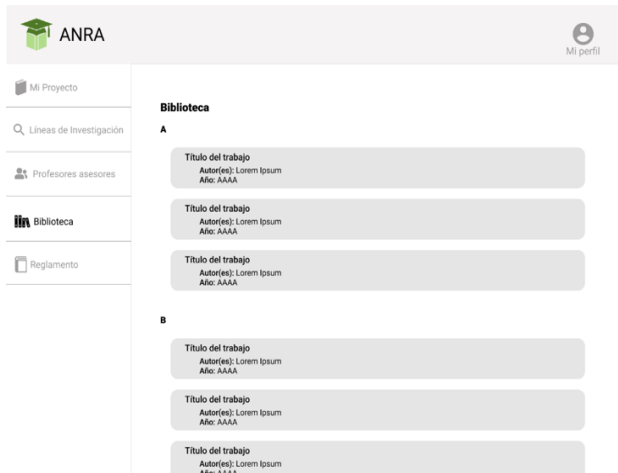 ANRA
Mi perfil
Mi Proyecto
Líneas de Investigación
Profesores asesores
Biblioteca
Reglamento
Biblioteca
A
Título del trabajo
Autor(es): Lorem Ipsum
Año: AAAA
Título del trabajo
Autor(es): Lorem Ipsum
Año: AAAA
Título del trabajo
Autor(es): Lorem Ipsum
Año: AAAA
B
Título del trabajo
Autor(es): Lorem Ipsum
Año: AAAA
Título del trabajo
Autor(es): Lorem Ipsum
Año: AAAA
Título del trabajo
Autor(es): Lorem Ipsum
Año: AAAA